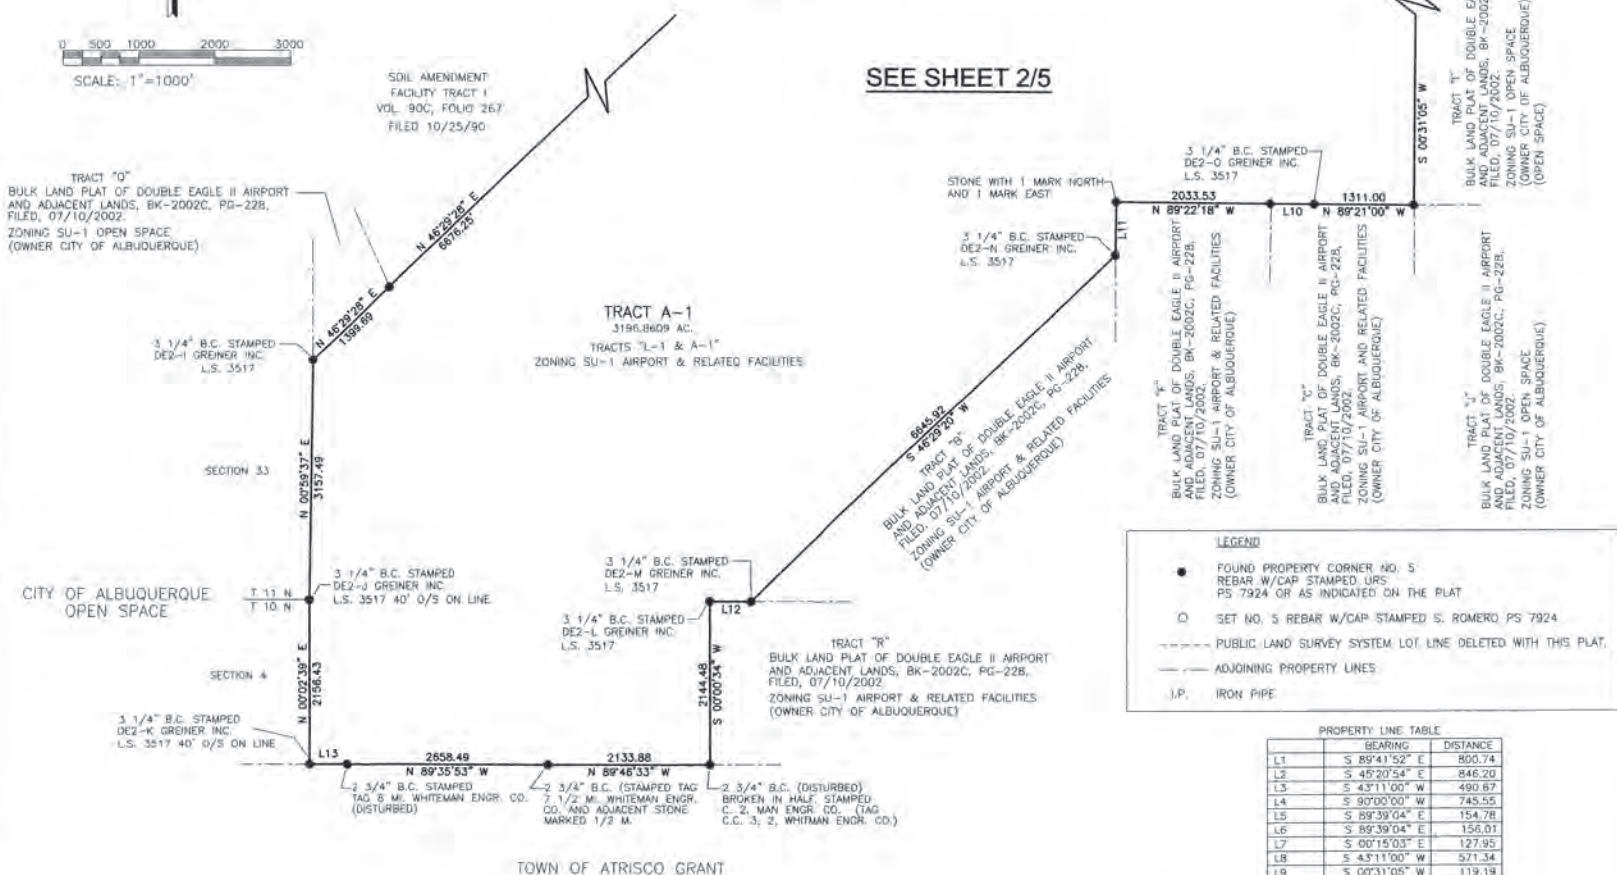 0 500 1000 2000 3000
SCALE: 1"=1000'
SOIL AMENDMENT
FACILITY TRACT 1
VOL. 90C, FOLIO 267
FILED 10/25/90
SEE SHEET 2/5
TRACT "Q"
BULK LAND PLAT OF DOUBLE EAGLE II AIRPORT
AND ADJACENT LANDS, BK-2002C, PG-228,
FILED, 07/10/2002.
ZONING SU-1 OPEN SPACE
(OWNER CITY OF ALBUQUERQUE)
N 46°29'28" E
6676.25'
N 46°29'28" E
1399.69
3 1/4" B.C. STAMPED
DE2-I GREINER INC.
L.S. 3517
TRACT A-1
3196.8609 AC.
TRACTS "L-1 & A-1"
ZONING SU-1 AIRPORT & RELATED FACILITIES
STONE WITH 1 MARK NORTH
AND 1 MARK EAST
3 1/4" B.C. STAMPED
DE2-O GREINER INC.
L.S. 3517
2033.53
N 89°22'18" W
L10
1311.00
N 89°21'00" W
S 00°31'05" W
L11
3 1/4" B.C. STAMPED
DE2-N GREINER INC.
L.S. 3517
TRACT "F"
BULK LAND PLAT OF DOUBLE EAGLE II AIRPORT
AND ADJACENT LANDS, BK-2002C, PG-228,
FILED, 07/10/2002.
ZONING SU-1 AIRPORT & RELATED FACILITIES
(OWNER CITY OF ALBUQUERQUE)
TRACT "C"
BULK LAND PLAT OF DOUBLE EAGLE II AIRPORT
AND ADJACENT LANDS, BK-2002C, PG-228,
FILED, 07/10/2002.
ZONING SU-1 AIRPORT AND RELATED FACILITIES
(OWNER CITY OF ALBUQUERQUE)
TRACT "J"
BULK LAND PLAT OF DOUBLE EAGLE II AIRPORT
AND ADJACENT LANDS, BK-2002C, PG-228,
FILED, 07/10/2002.
ZONING SU-1 OPEN SPACE
(OWNER CITY OF ALBUQUERQUE)
BULK LAND PLAT OF DOUBLE
AND ADJACENT LANDS,
FILED, 07/10/2002.
ZONING SU-1 OPEN SPACE
(OWNER CITY OF ALBUQUERQUE)
(OPEN SPACE)
6645.92
S 46°29'20" W
TRACT "B"
BULK LAND PLAT OF DOUBLE EAGLE II AIRPORT
AND ADJACENT LANDS, BK-2002C, PG-228,
FILED, 07/10/2002.
ZONING SU-1 AIRPORT & RELATED FACILITIES
(OWNER CITY OF ALBUQUERQUE)
SECTION 33
N 00°59'37" E
3157.49
CITY OF ALBUQUERQUE
OPEN SPACE
T 11 N
T 10 N
3 1/4" B.C. STAMPED
DE2-J GREINER INC.
L.S. 3517 40' O/S ON LINE
3 1/4" B.C. STAMPED
DE2-M GREINER INC.
L.S. 3517
L12
3 1/4" B.C. STAMPED
DE2-L GREINER INC.
L.S. 3517
SECTION 4
N 00°02'39" E
2156.43
2144.48
S 00°00'34" W
TRACT "R"
BULK LAND PLAT OF DOUBLE EAGLE II AIRPORT
AND ADJACENT LANDS, BK-2002C, PG-228,
FILED, 07/10/2002
ZONING SU-1 AIRPORT & RELATED FACILITIES
(OWNER CITY OF ALBUQUERQUE)
3 1/4" B.C. STAMPED
DE2-K GREINER INC.
L.S. 3517 40' O/S ON LINE
L13
2658.49
N 89°35'53" W
2133.88
N 89°46'33" W
2 3/4" B.C. STAMPED
TAG 8 MI. WHITEMAN ENGR. CO.
(DISTURBED)
2 3/4" B.C. (STAMPED TAG
7 1/2 MI. WHITEMAN ENGR.
CO. AND ADJACENT STONE
MARKED 1/2 M.
2 3/4" B.C. (DISTURBED)
BROKEN IN HALF, STAMPED
C. 2, MAN ENGR. CO. (TAG
C.C. 3, 2, WHITMAN ENGR. CO.)
TOWN OF ATRISCO GRANT
LEGEND
FOUND PROPERTY CORNER NO. 5
REBAR W/CAP STAMPED URS
PS 7924 OR AS INDICATED ON THE PLAT
SET NO. 5 REBAR W/CAP STAMPED S. ROMERO PS 7924
PUBLIC LAND SURVEY SYSTEM LOT LINE DELETED WITH THIS PLAT.
ADJOINING PROPERTY LINES
I.P. IRON PIPE
PROPERTY LINE TABLE
BEARING DISTANCE
L1 S 89°41'52" E 800.74
L2 S 45°20'54" E 846.20
L3 S 43°11'00" W 490.67
L4 S 90°00'00" W 745.55
L5 S 89°39'04" E 154.78
L6 S 89°39'04" E 156.01
L7 S 00°15'03" E 127.95
L8 S 43°11'00" W 571.34
L9 S 00°31'05" W 119.19